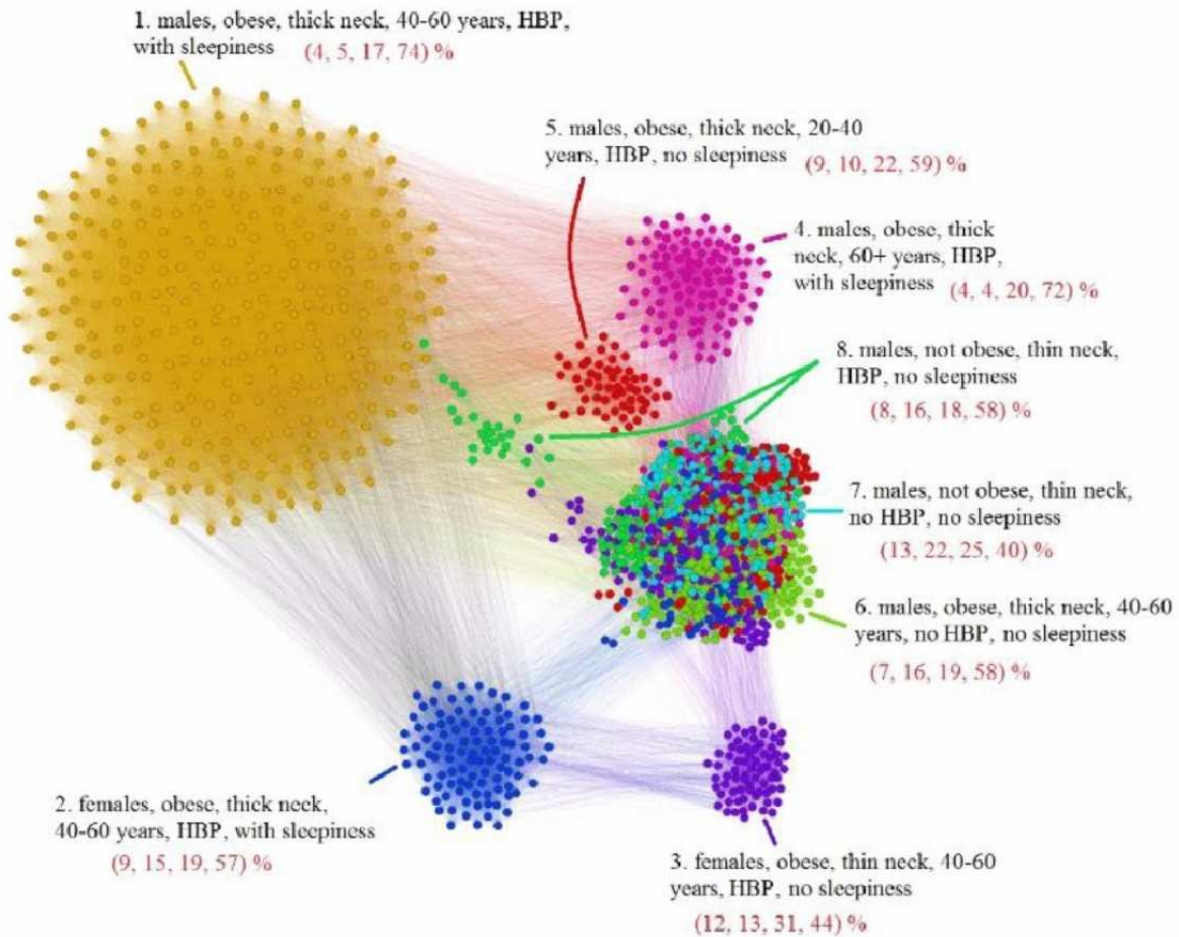 1. males, obese, thick neck, 40-60 years, HBP,
with sleepiness (4, 5, 17, 74) %
5. males, obese, thick neck, 20-40
years, HBP, no sleepiness (9, 10, 22, 59) %
4. males, obese, thick
neck, 60+ years, HBP,
with sleepiness (4, 4, 20, 72) %
8. males, not obese, thin neck,
HBP, no sleepiness
(8, 16, 18, 58) %
7. males, not obese, thin neck,
no HBP, no sleepiness
(13, 22, 25, 40) %
6. males, obese, thick neck, 40-60
years, no HBP, no sleepiness
(7, 16, 19, 58) %
2. females, obese, thick neck,
40-60 years, HBP, with sleepiness
(9, 15, 19, 57) %
3. females, obese, thin neck, 40-60
years, HBP, no sleepiness
(12, 13, 31, 44) %